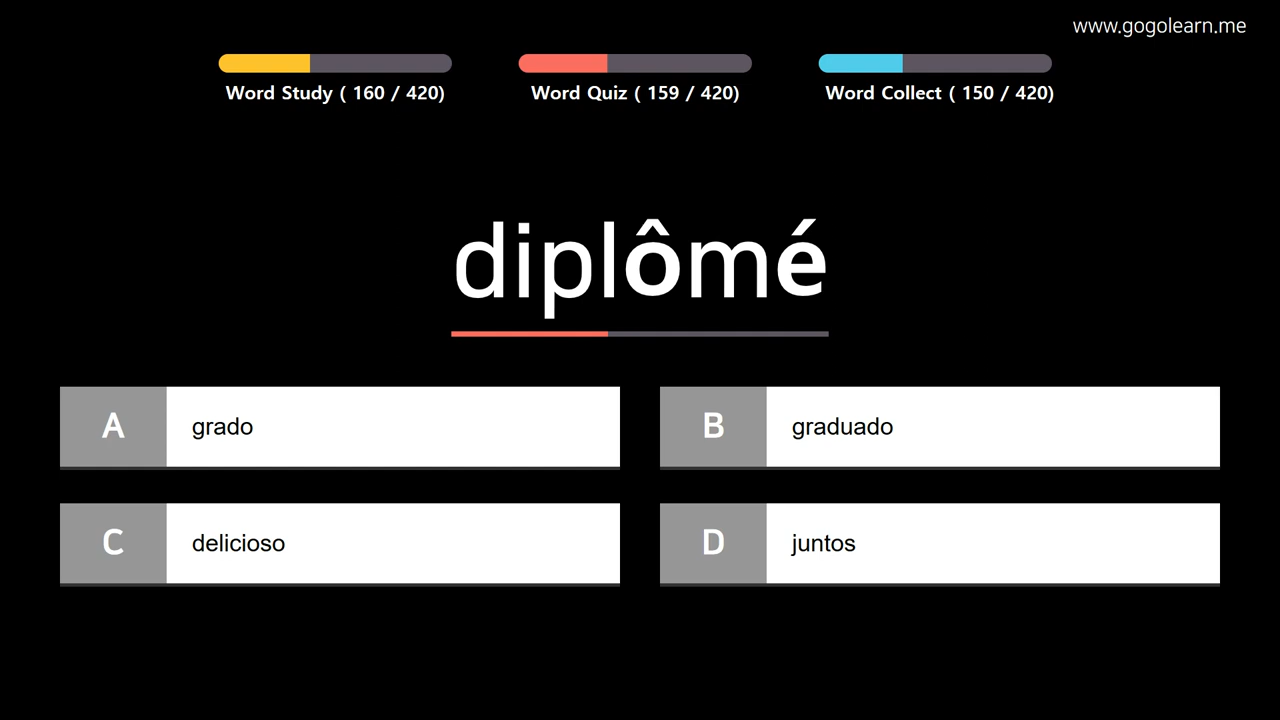 www.gogolearn.me
Word Study ( 160 / 420)
Word Quiz ( 159 / 420)
Word Collect ( 150 / 420)
diplômé
A grado
B graduado
C delicioso
D juntos